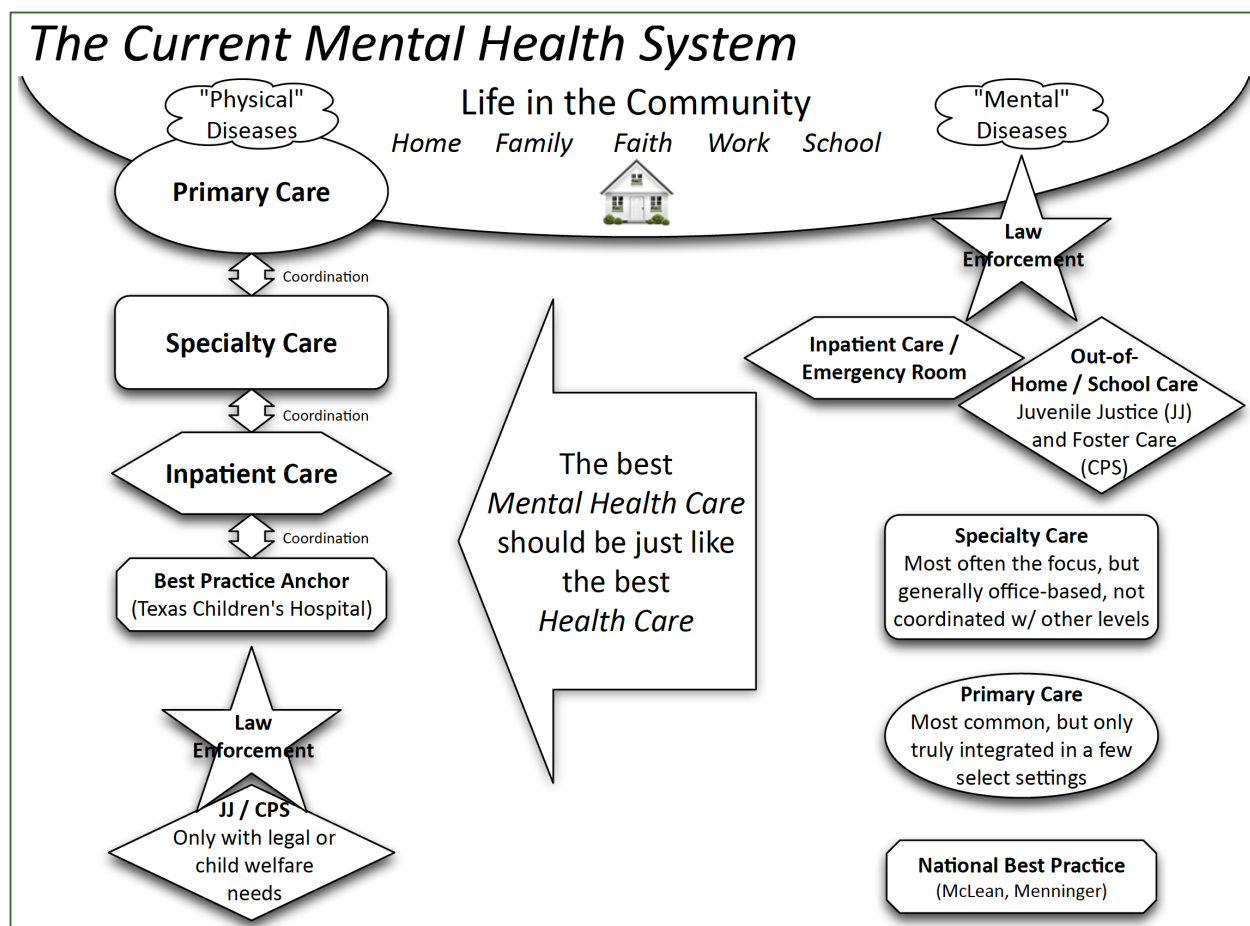 The Current Mental Health System
"Physical"
Diseases
Life in the Community
Home Family Faith Work School
"Mental"
Diseases
Primary Care
Coordination
Specialty Care
Coordination
Inpatient Care
Coordination
Best Practice Anchor
(Texas Children's Hospital)
Law
Enforcement
JJ / CPS
Only with legal or
child welfare
needs
The best
Mental Health Care
should be just like
the best
Health Care
Law
Enforcement
Inpatient Care /
Emergency Room
Out-of-
Home / School Care
Juvenile Justice (JJ)
and Foster Care
(CPS)
Specialty Care
Most often the focus, but
generally office-based, not
coordinated w/ other levels
Primary Care
Most common, but only
truly integrated in a few
select settings
National Best Practice
(McLean, Menninger)